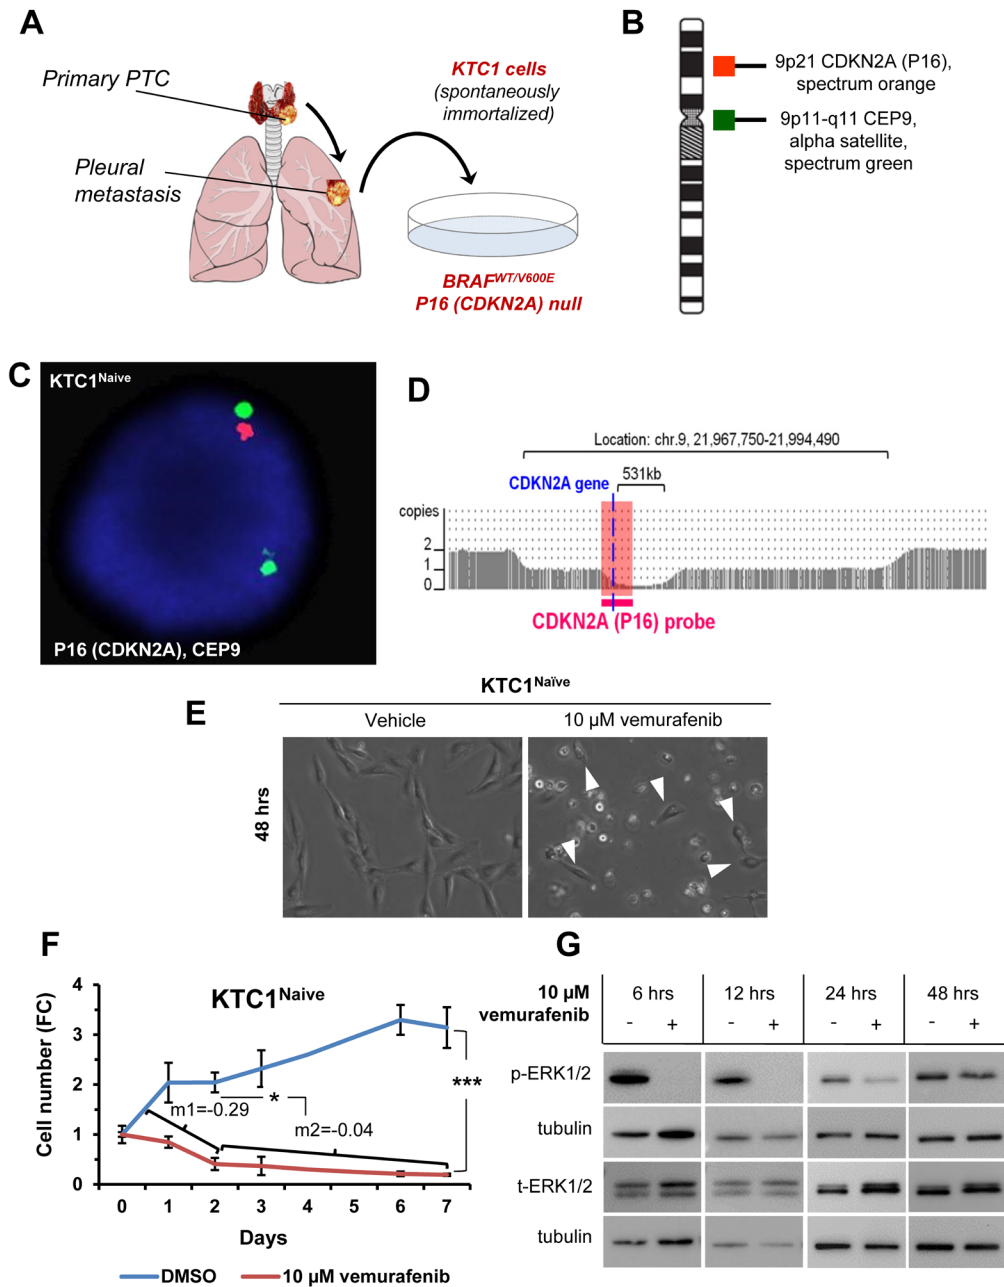 A
Primary PTC
Pleural
metastasis
KTC1 cells
(spontaneously
immortalized)
BRAFWT/V600E
P16 (CDKN2A) null
B
9p21 CDKN2A (P16),
spectrum orange
9p11-q11 CEP9,
alpha satellite,
spectrum green
C
KTC1Naive
P16 (CDKN2A), CEP9
D
Location: chr.9, 21,967,750-21,994,490
CDKN2A gene
531kb
copies
2
1
0
CDKN2A (P16) probe
E
KTC1Naïve
Vehicle
10 µM vemurafenib
48 hrs
F
KTC1Naive
Cell number (FC)
4
3
2
1
0
m1=-0.29
*
m2=-0.04
***
0 1 2 3 4 5 6 7
Days
DMSO
10 µM vemurafenib
G
10 µM
vemurafenib
6 hrs 12 hrs 24 hrs 48 hrs
- + - + - + - +
p-ERK1/2
tubulin
t-ERK1/2
tubulin